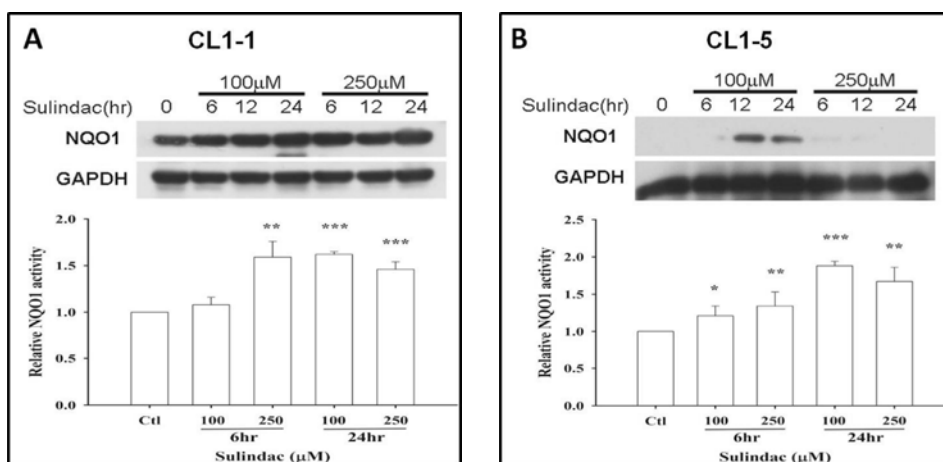 A
CL1-1
100μM 250μM
Sulindac(hr) 0 6 12 24 6 12 24
NQO1
GAPDH
2.0
**
***
***
1.5
1.0
0.5
0.0
Relative NQO1 activity
Ctl 100 250 100 250
6hr 24hr
Sulindac (μM)
B
CL1-5
100μM 250μM
Sulindac(hr) 0 6 12 24 6 12 24
NQO1
GAPDH
2.5
***
**
**
*
2.0
1.5
1.0
0.5
0.0
Relative NQO1 activity
Ctl 100 250 100 250
6hr 24hr
Sulindac (μM)